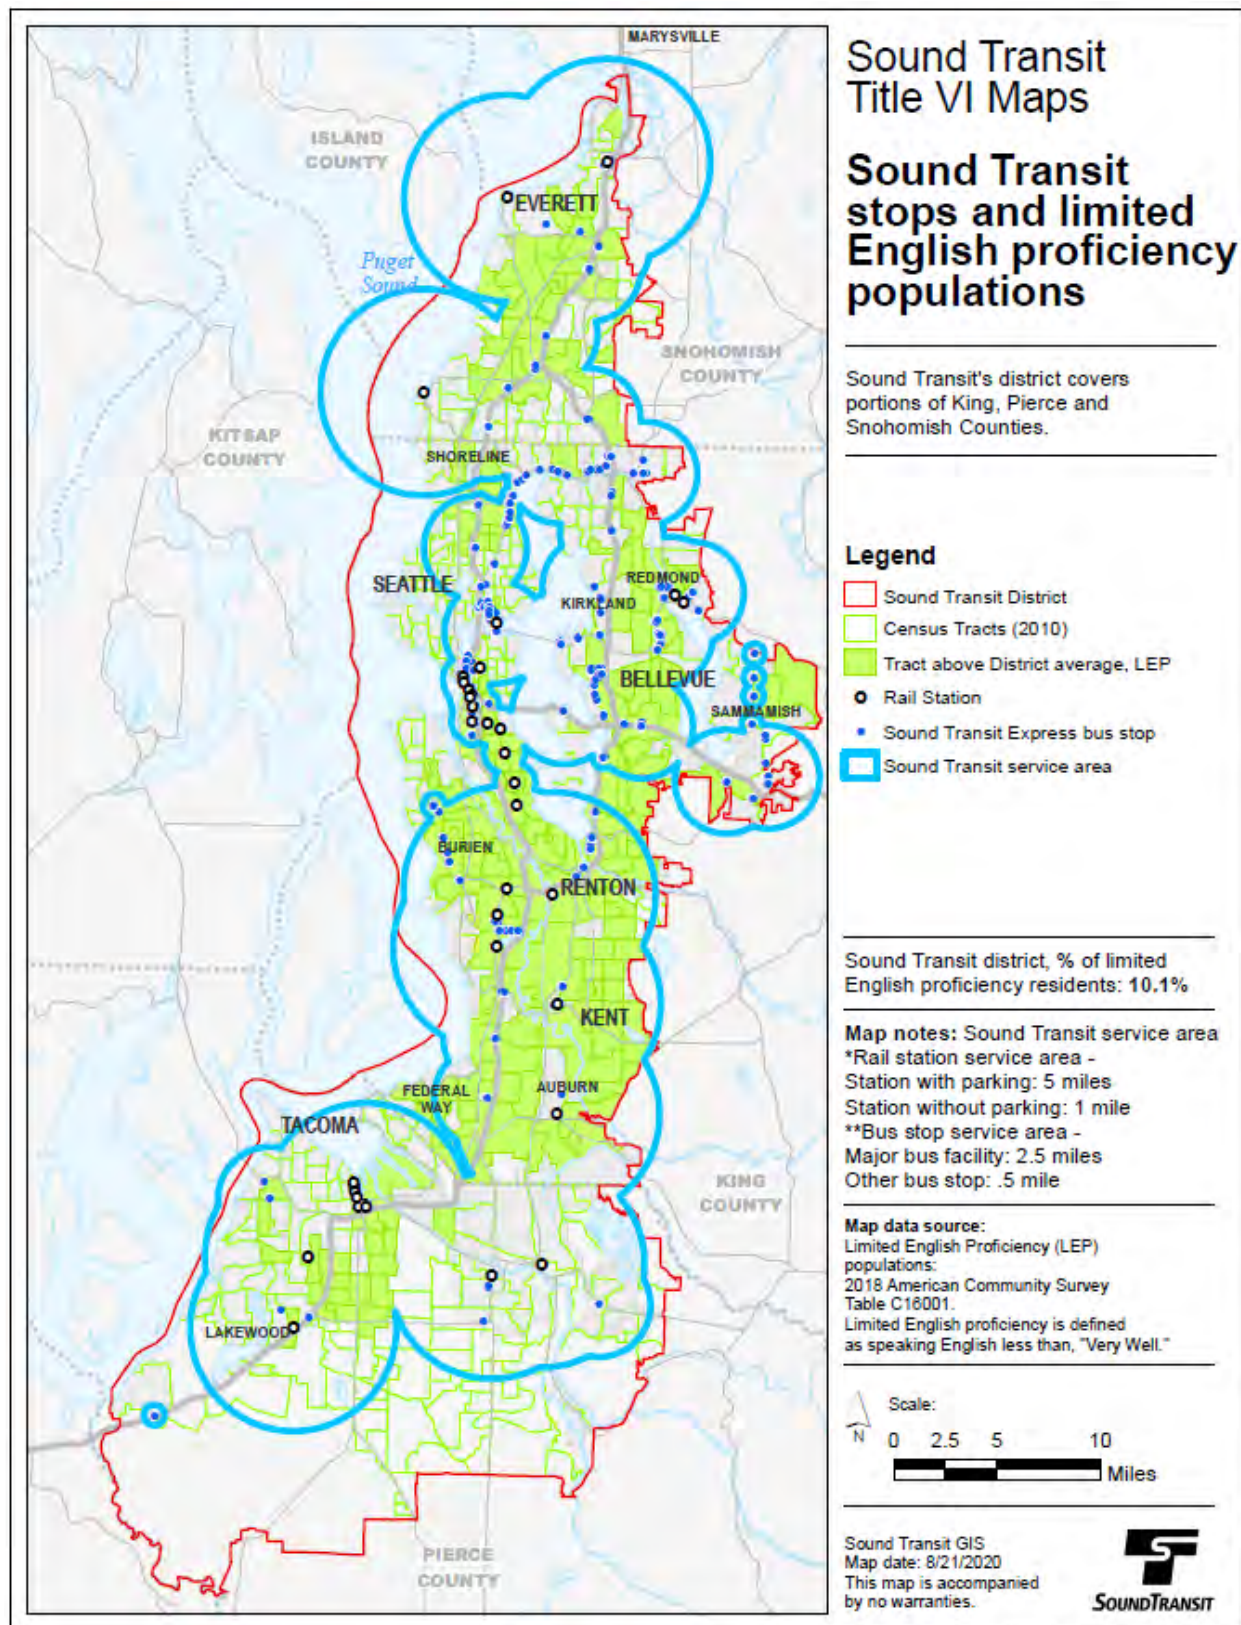 MARYSVILLE
ISLAND
COUNTY
EVERETT
Puget
Sound
SNOHOMISH
COUNTY
KITSAP
COUNTY
SHORELINE
SEATTLE
REDMOND
KIRKLAND
BELLEVUE
SAMMAMISH
BURIEN
RENTON
KENT
FEDERAL
WAY
AUBURN
TACOMA
KING
COUNTY
LAKEWOOD
PIERCE
COUNTY
Sound Transit
Title VI Maps
Sound Transit
stops and limited
English proficiency
populations
Sound Transit's district covers
portions of King, Pierce and
Snohomish Counties.
Legend
Sound Transit District
Census Tracts (2010)
Tract above District average, LEP
Rail Station
Sound Transit Express bus stop
Sound Transit service area
Sound Transit district, % of limited
English proficiency residents: 10.1%
Map notes: Sound Transit service area
*Rail station service area -
Station with parking: 5 miles
Station without parking: 1 mile
**Bus stop service area -
Major bus facility: 2.5 miles
Other bus stop: .5 mile
Map data source:
Limited English Proficiency (LEP)
populations:
2018 American Community Survey
Table C16001.
Limited English proficiency is defined
as speaking English less than, "Very Well."
Scale:
N
0 2.5 5 10
Miles
Sound Transit GIS
Map date: 8/21/2020
This map is accompanied
by no warranties.
SOUNDTRANSIT